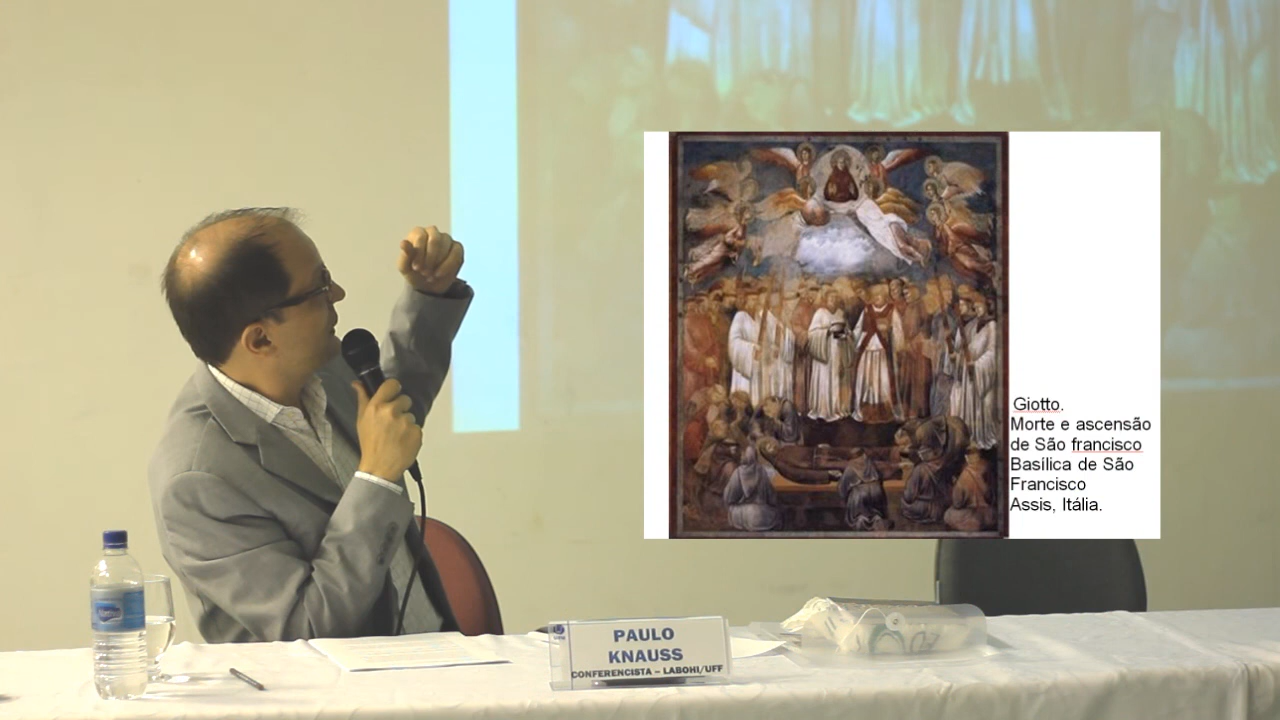 Giotto.
Morte e ascensão
de São francisco
Basílica de São
Francisco
Assis, Itália.
PAULO
KNAUSS
CONFERENCISTA – LABOHI/UFF